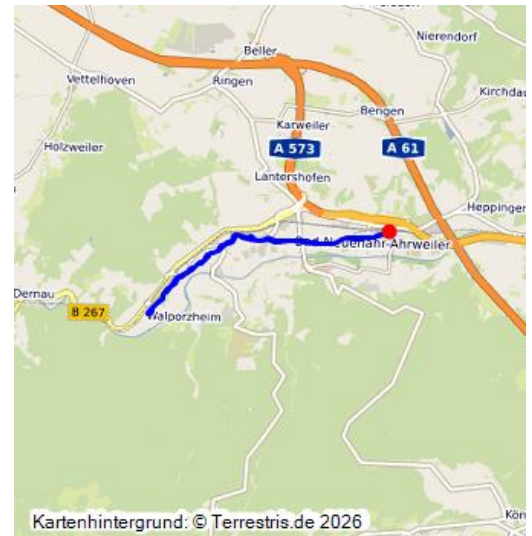 Beller
Nierendorf
Vettelhoven
Ringen
Kirchdau
Bengen
Karweiler
Holzweiler
A 573
A 61
Lantershofen
Heppingen
Bad Neuenahr-Ahrweiler
Dernau
B 267
Walporzheim
Kartenhintergrund: © Terrestris.de 2026